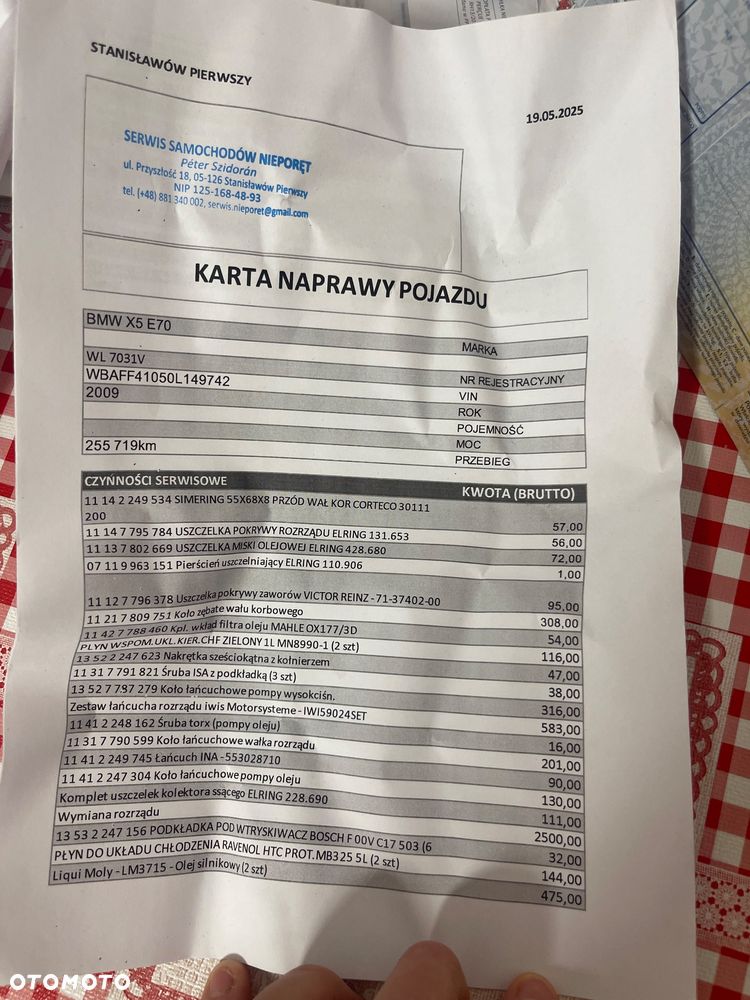 STANISŁAWÓW PIERWSZY
19.05.2025
SERWIS SAMOCHODÓW NIEPORĘT
Péter Szidorán
ul. Przyszłość 18, 05-126 Stanisławów Pierwszy
NIP 125-168-48-93
tel. (+48) 881 340 002, serwis.nieporet@gmail.com
KARTA NAPRAWY POJAZDU
BMW X5 E70 MARKA
WL 7031V NR REJESTRACYJNY
WBAFF41050L149742 VIN
2009 ROK
POJEMNOŚĆ
MOC
255 719km PRZEBIEG
CZYNNOŚCI SERWISOWE KWOTA (BRUTTO)
11 14 2 249 534 SIMERING 55X68X8 PRZÓD WAŁ KOR CORTECO 30111
200 57,00
11 14 7 795 784 USZCZELKA POKRYWY ROZRZĄDU ELRING 131.653 56,00
11 13 7 802 669 USZCZELKA MISKI OLEJOWEJ ELRING 428.680 72,00
07 11 9 963 151 Pierścień uszczelniający ELRING 110.906 1,00
11 12 7 796 378 Uszczelka pokrywy zaworów VICTOR REINZ - 71-37402-00 95,00
11 21 7 809 751 Koło zębate wału korbowego 308,00
11 42 7 788 460 Kpl. wkład filtra oleju MAHLE OX177/3D 54,00
PŁYN WSPOM.UKŁ.KIER.CHF ZIELONY 1L MN8990-1 (2 szt) 116,00
13 52 2 247 623 Nakrętka sześciokątna z kołnierzem 47,00
11 31 7 791 821 Śruba ISA z podkładką (3 szt) 38,00
13 52 7 787 279 Koło łańcuchowe pompy wysokciśn. 316,00
Zestaw łańcucha rozrządu iwis Motorsysteme - IWI59024SET 583,00
11 41 2 248 162 Śruba torx (pompy oleju) 16,00
11 31 7 790 599 Koło łańcuchowe wałka rozrządu 201,00
11 41 2 249 745 Łańcuch INA - 553028710 90,00
11 41 2 247 304 Koło łańcuchowe pompy oleju 130,00
Komplet uszczelek kolektora ssącego ELRING 228.690 111,00
Wymiana rozrządu 2500,00
13 53 2 247 156 PODKŁADKA POD WTRYSKIWACZ BOSCH F 00V C17 503 (6 32,00
PŁYN DO UKŁADU CHŁODZENIA RAVENOL HTC PROT.MB325 5L (2 szt) 144,00
Liqui Moly - LM3715 - Olej silnikowy (2 szt) 475,00
OTOMOTO